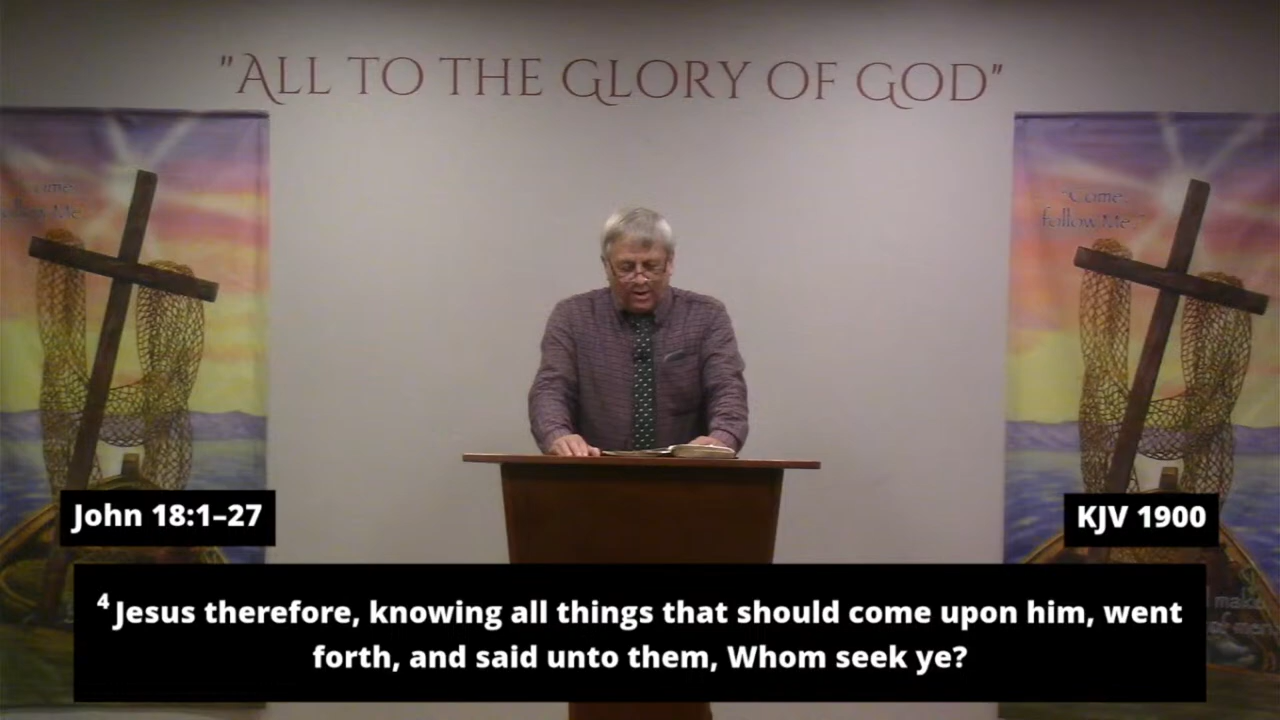 "ALL TO THE GLORY OF GOD"
"Come,
follow Me."
John 18:1–27
KJV 1900
4 Jesus therefore, knowing all things that should come upon him, went
forth, and said unto them, Whom seek ye?